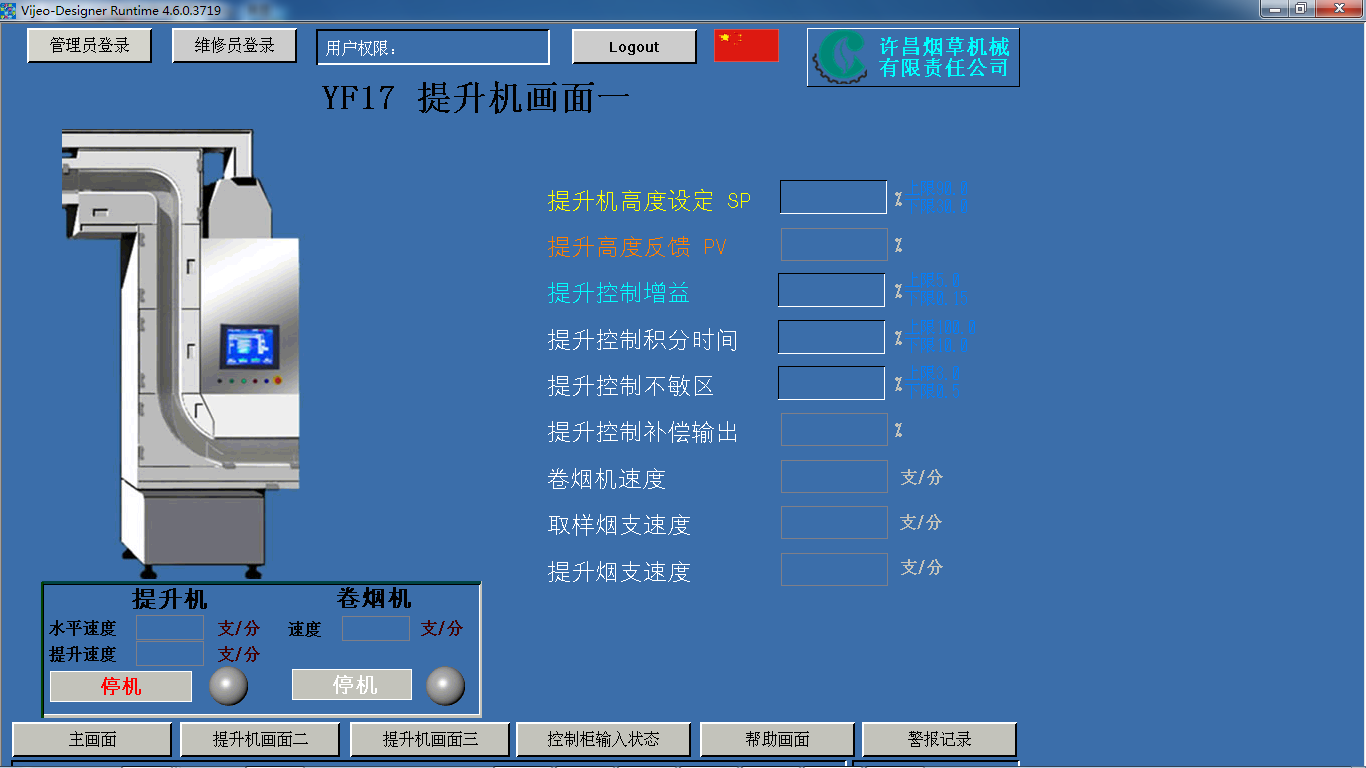 Vijeo-Designer Runtime 4.6.0.3719
管理员登录
维修员登录
用户权限：
Logout
许昌烟草机械
有限责任公司
YF17 提升机画面一
提升机高度设定 SP
%
提升高度反馈 PV
%
提升控制增益
%
提升控制积分时间
%
提升控制不敏区
%
提升控制补偿输出
%
卷烟机速度
支/分
取样烟支速度
支/分
提升烟支速度
支/分
提升机
卷烟机
水平速度
支/分
速度
支/分
提升速度
支/分
停机
停机
主画面
提升机画面二
提升机画面三
控制柜输入状态
帮助画面
警报记录